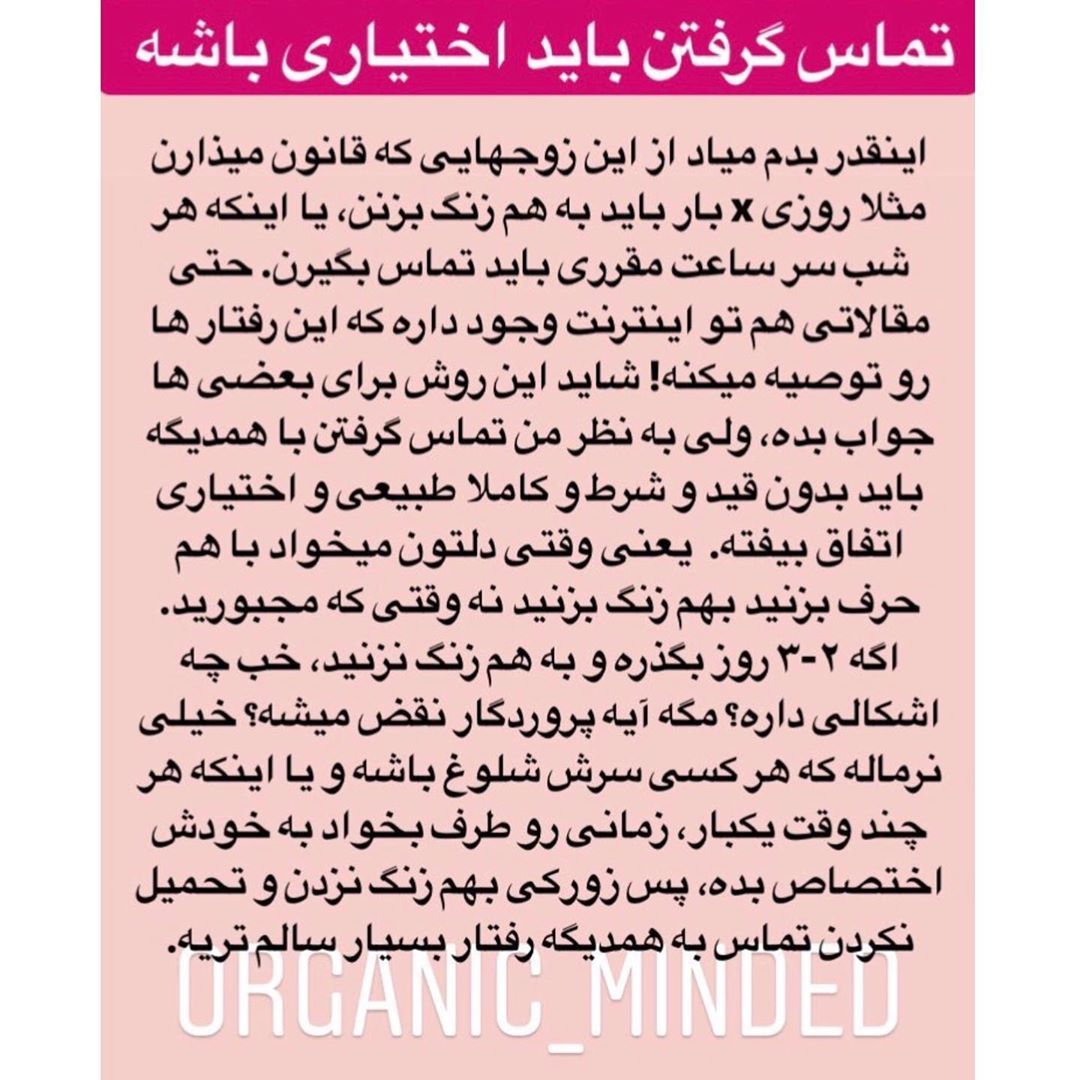 تماس گرفتن باید اختیاری باشه
اینقدر بدم میاد از این زوجهایی که قانون میذارن
مثلا روزی x بار باید به هم زنگ بزنن، یا اینکه هر
شب سر ساعت مقرری باید تماس بگیرن. حتی
مقالاتی هم تو اینترنت وجود داره که این رفتار ها
رو توصیه میکنه! شاید این روش برای بعضی ها
جواب بده، ولی به نظر من تماس گرفتن با همدیگه
باید بدون قید و شرط و کاملا طبیعی و اختیاری
اتفاق بیفته. یعنی وقتی دلتون میخواد با هم
حرف بزنید بهم زنگ بزنید نه وقتی که مجبورید.
اگه ۲-۳ روز بگذره و به هم زنگ نزنید، خب چه
اشکالی داره؟ مگه آیه پروردگار نقض میشه؟ خیلی
نرماله که هر کسی سرش شلوغ باشه و یا اینکه هر
چند وقت یکبار، زمانی رو طرف بخواد به خودش
اختصاص بده، پس زورکی بهم زنگ نزدن و تحمیل
نکردن تماس به همدیگه رفتار بسیار سالم تریه.
ORGANIC_MINDED